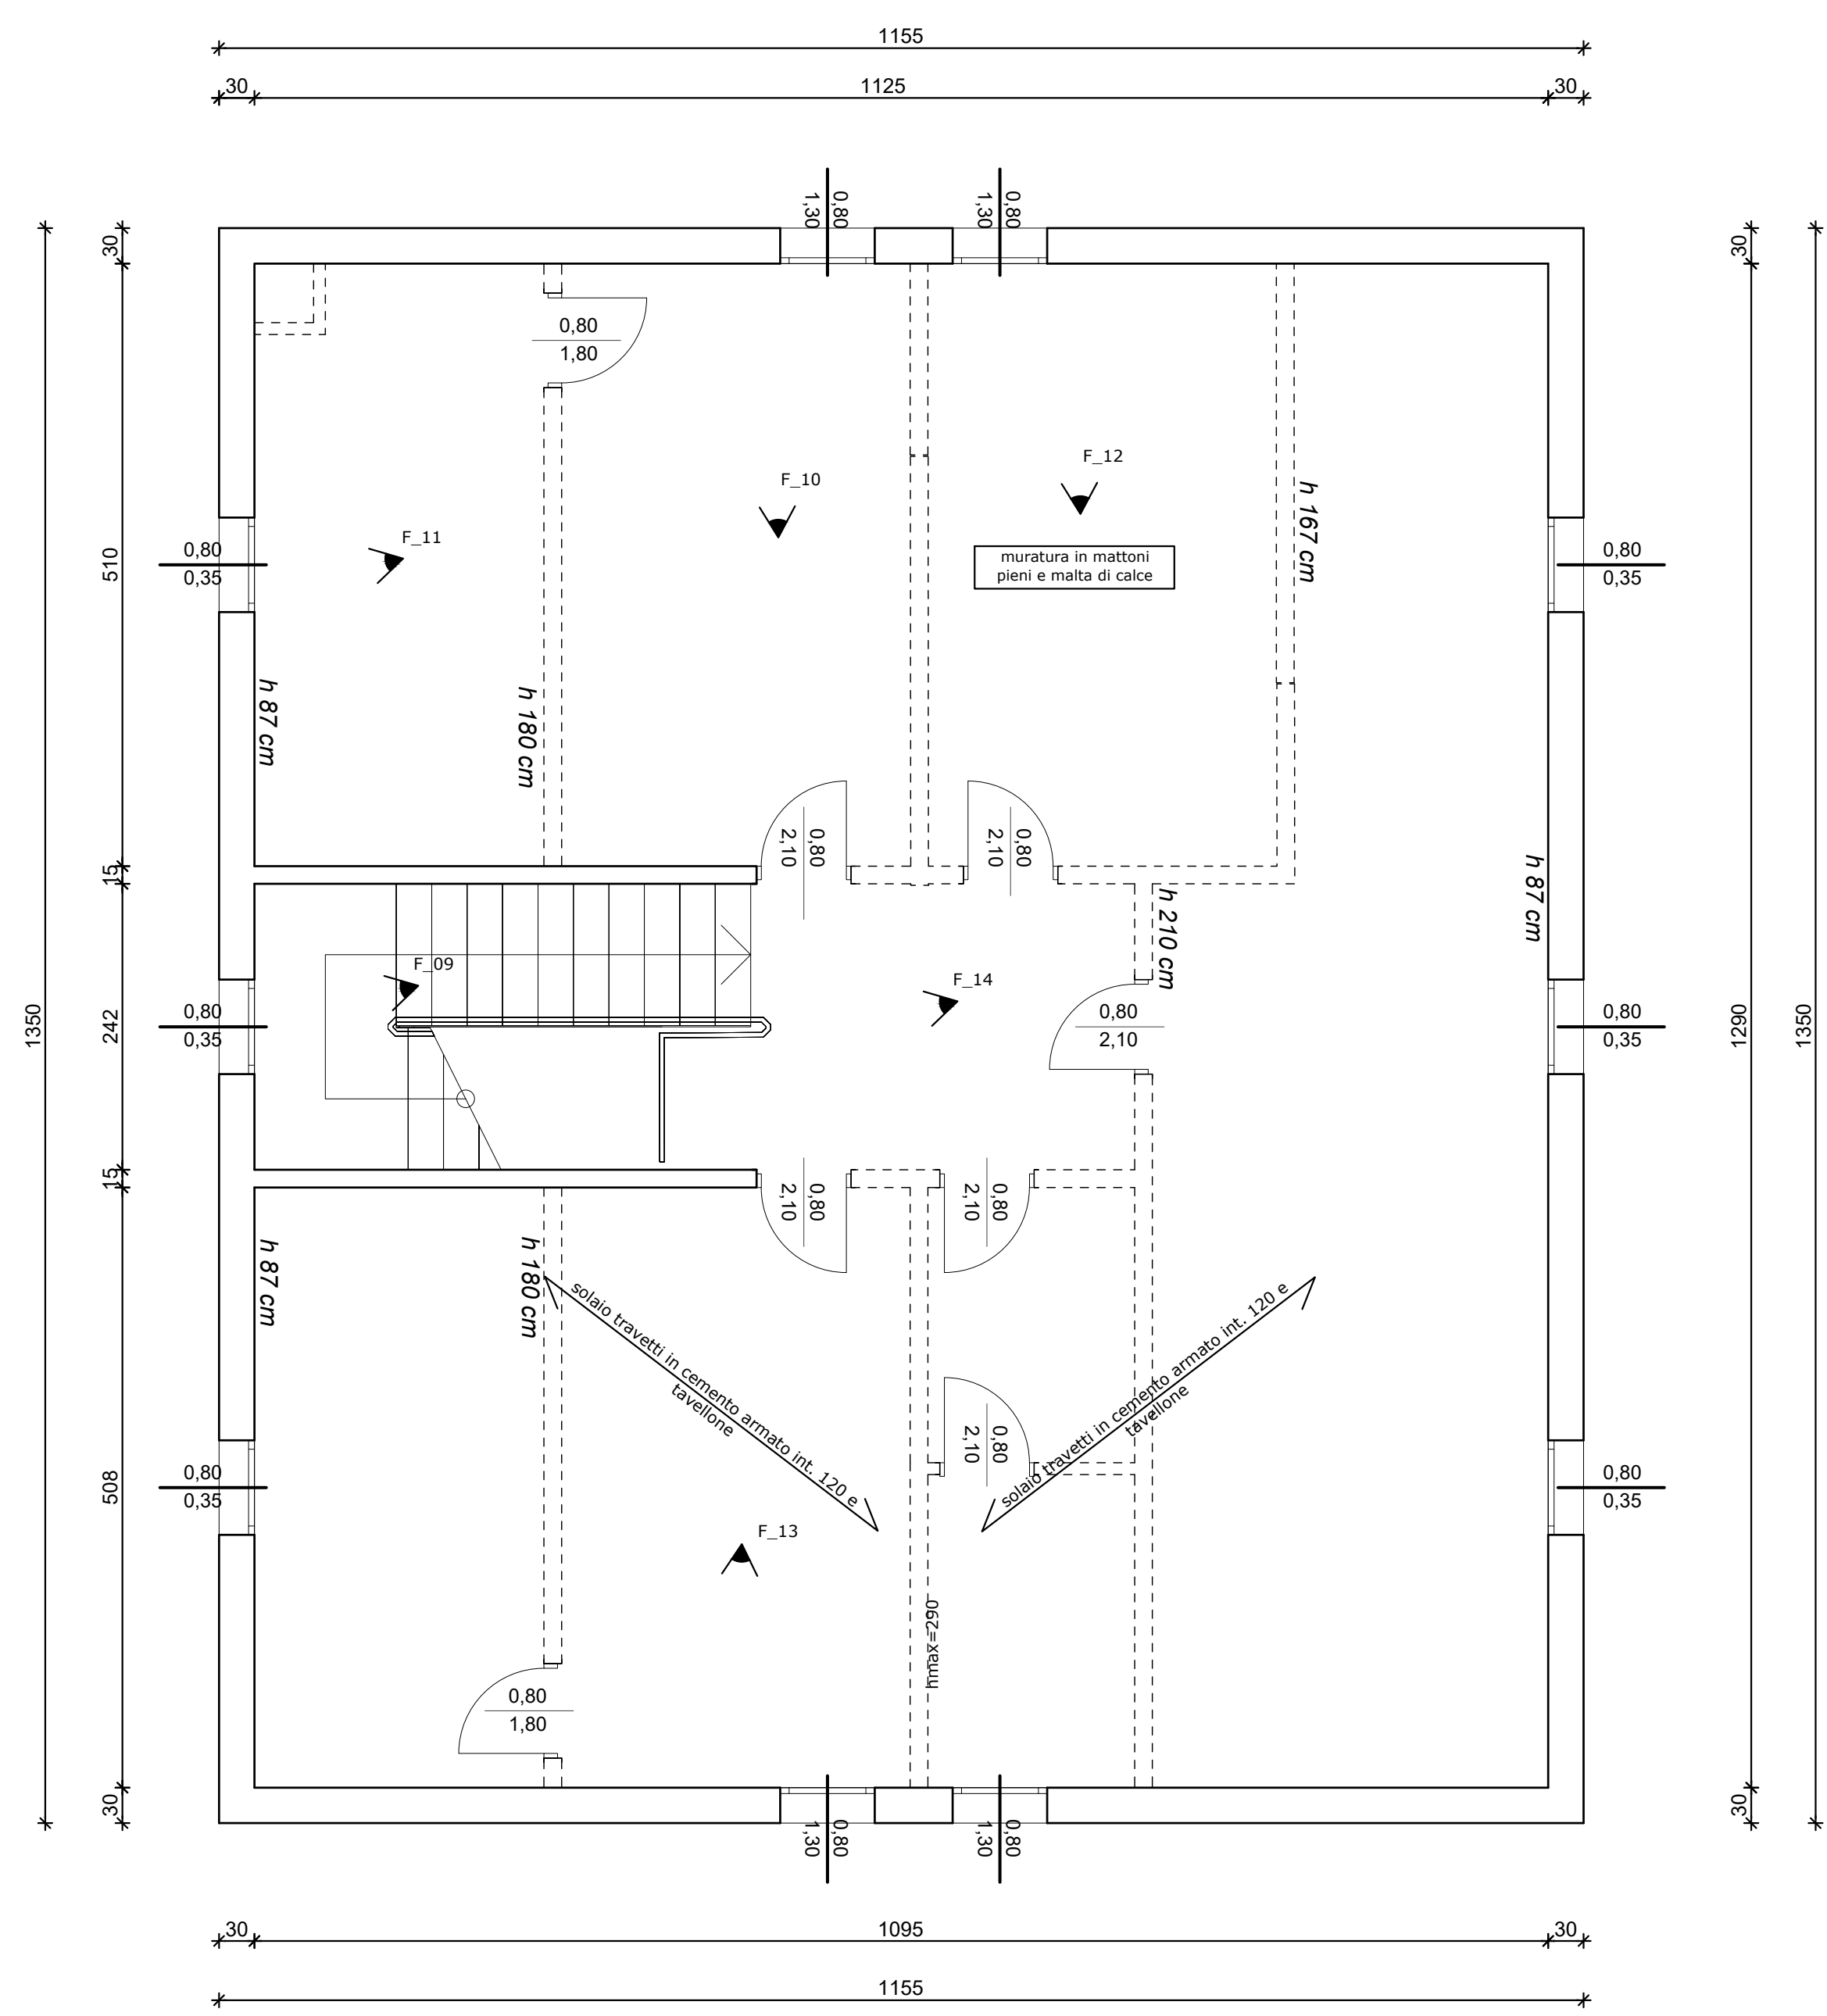 1155
30
1125
30
0,80
1,30
0,80
1,30
30
30
0,80
1,80
F_12
F_10
h 167 cm
F_11
0,80
0,35
muratura in mattoni
pieni e malta di calce
0,80
0,35
510
h 87 cm
h 180 cm
0,80
2,10
0,80
2,10
15
h 87 cm
h 210 cm
F_09
F_14
0,80
0,35
0,80
2,10
0,80
0,35
1350
242
1290
1350
15
0,80
2,10
0,80
2,10
h 87 cm
h 180 cm
solaio travetti in cemento armato int. 120 e
tavellone
solaio travetti in cemento armato int. 120 e
tavellone
0,80
2,10
0,80
0,35
0,80
0,35
508
F_13
hmax=290
0,80
1,80
30
30
0,80
1,30
0,80
1,30
30
1095
30
1155